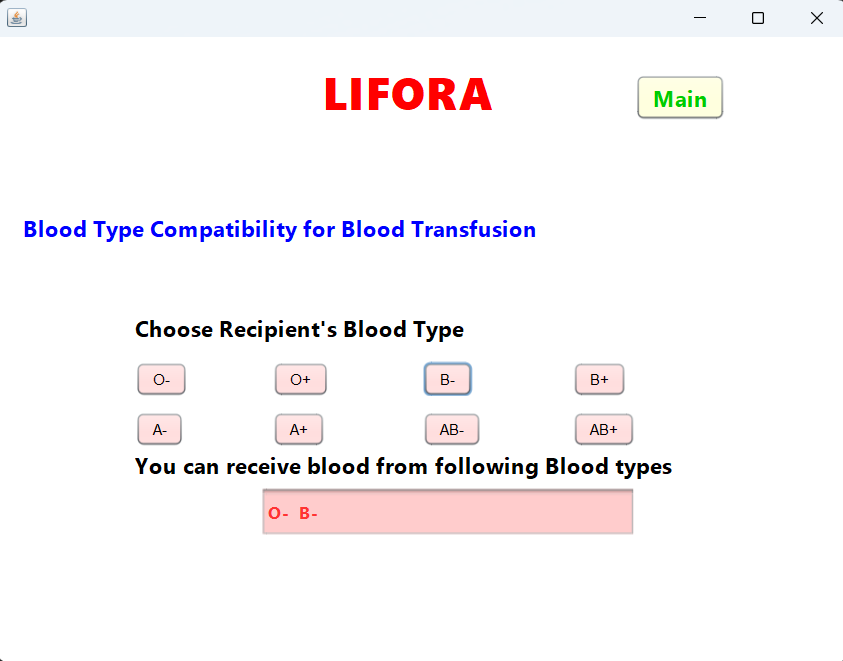 LIFORA
Main
Blood Type Compatibility for Blood Transfusion
Choose Recipient's Blood Type
O- O+ B- B+
A- A+ AB- AB+
You can receive blood from following Blood types
O- B-